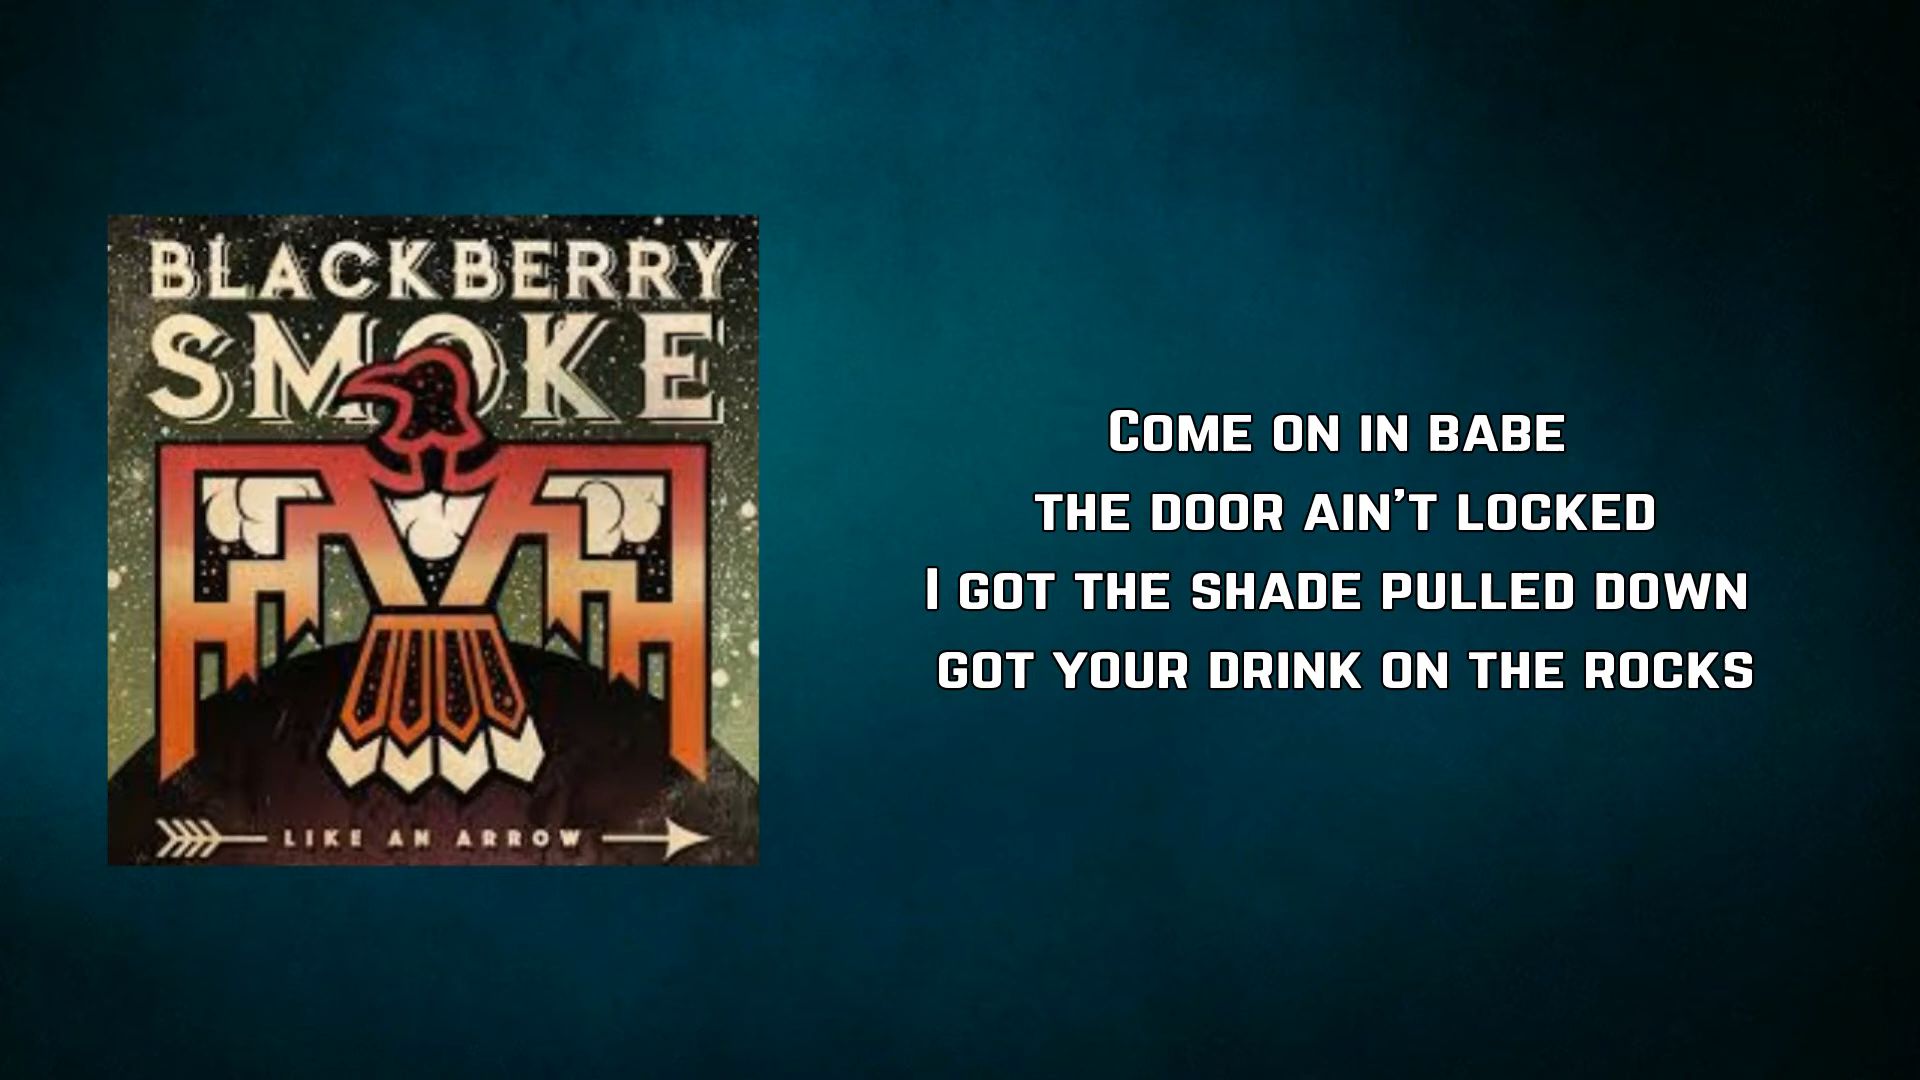 BLACKBERRY
SMOKE
LIKE AN ARROW
Come on in babe
the door ain't locked
I got the shade pulled down
got your drink on the rocks